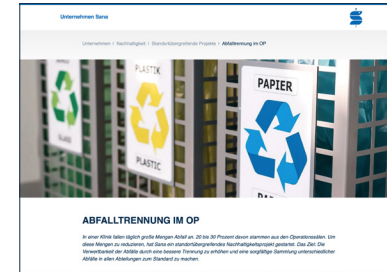 Unternehmen Sana
Unternehmen / Nachhaltigkeit / Standortübergreifende Projekte / Abfalltrennung im OP
GLASS
PLASTIK
PLASTIC
PAPIER
ABFALLTRENNUNG IM OP
In einer Klinik fallen täglich große Mengen Abfall an. 20 bis 30 Prozent davon stammen aus den Operationssälen. Um
diese Mengen zu reduzieren, hat Sana ein standortübergreifendes Nachhaltigkeitsprojekt gestartet. Das Ziel: Die
Verwertbarkeit der Abfälle durch eine bessere Trennung zu erhöhen und eine sorgfältige Sammlung unterschiedlicher
Abfälle in allen Abteilungen zum Standard zu machen.